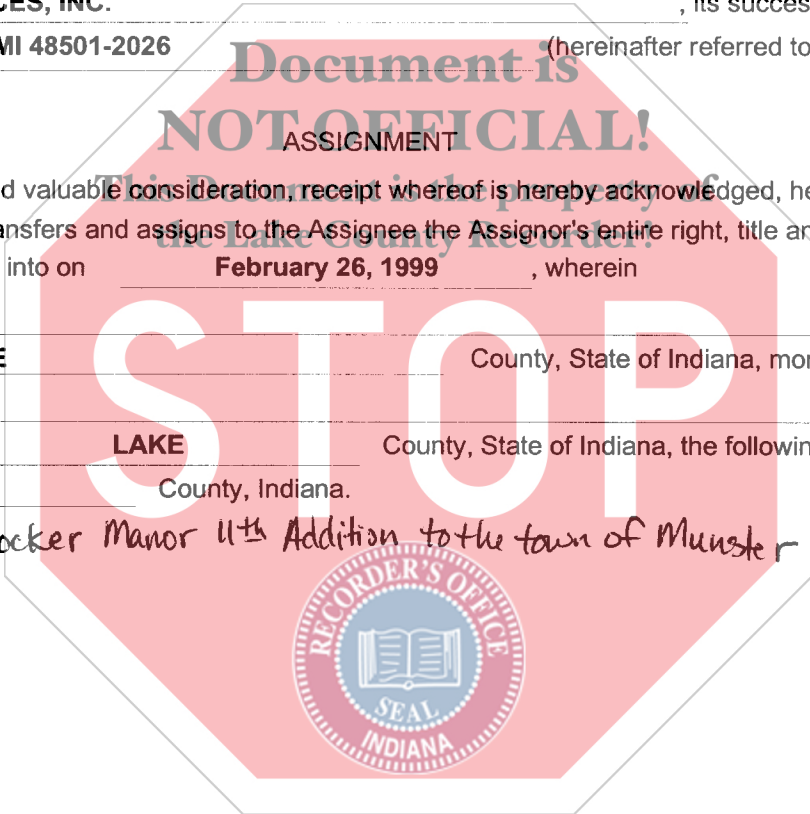 CES, INC. , its success
MI 48501-2026 (hereinafter referred to
Document is
NOT OFFICIAL!
ASSIGNMENT
This Document is the property of
d valuable consideration, receipt whereof is hereby acknowledged, he
the Lake County Recorder!
ansfers and assigns to the Assignee the Assignor's entire right, title an
into on February 26, 1999 , wherein
STOP
E County, State of Indiana, mor
LAKE County, State of Indiana, the followin
County, Indiana.
ocker Manor 11th Addition to the town of Munster
RECORDER'S OFFICE
SEAL
INDIANA